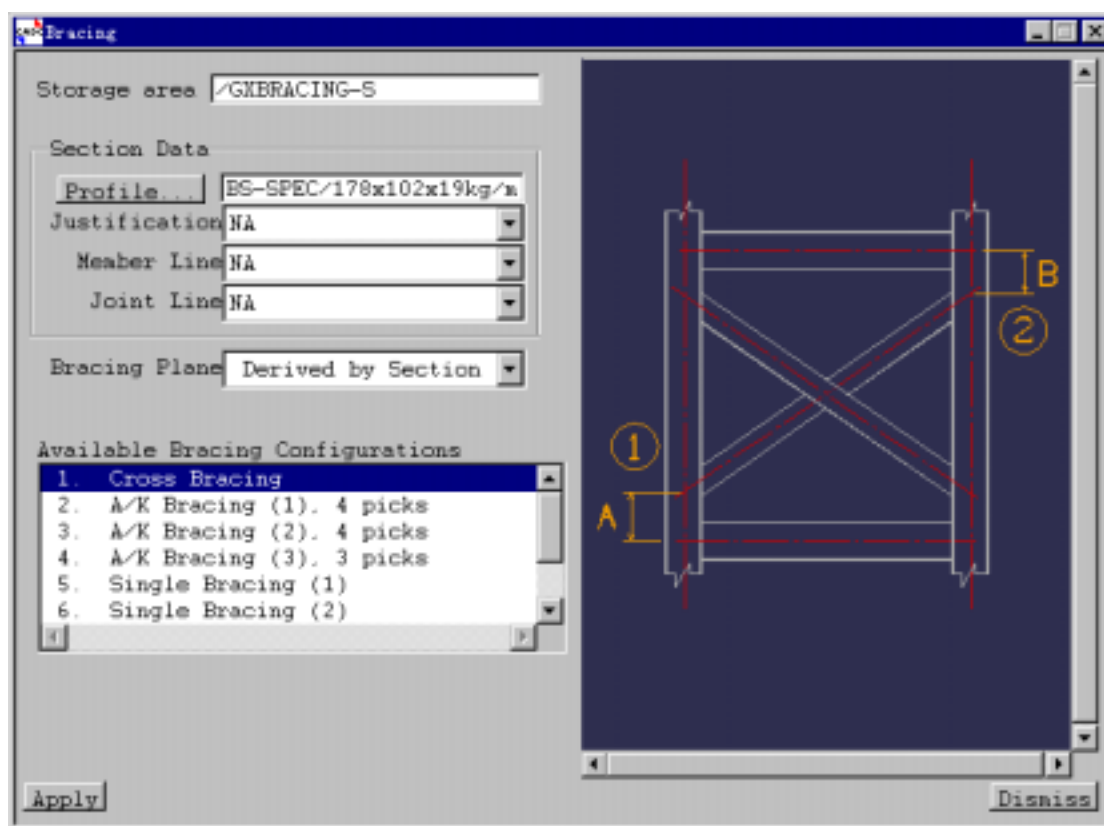 Bracing
Storage area /GXBRACING-S
Section Data
Profile... BS-SPEC/178x102x19kg/m
Justification NA
Member Line NA
Joint Line NA
Bracing Plane Derived by Section
Available Bracing Configurations
1. Cross Bracing
2. A/K Bracing (1), 4 picks
3. A/K Bracing (2), 4 picks
4. A/K Bracing (3), 3 picks
5. Single Bracing (1)
6. Single Bracing (2)
B
2
1
A
Apply
Dismiss